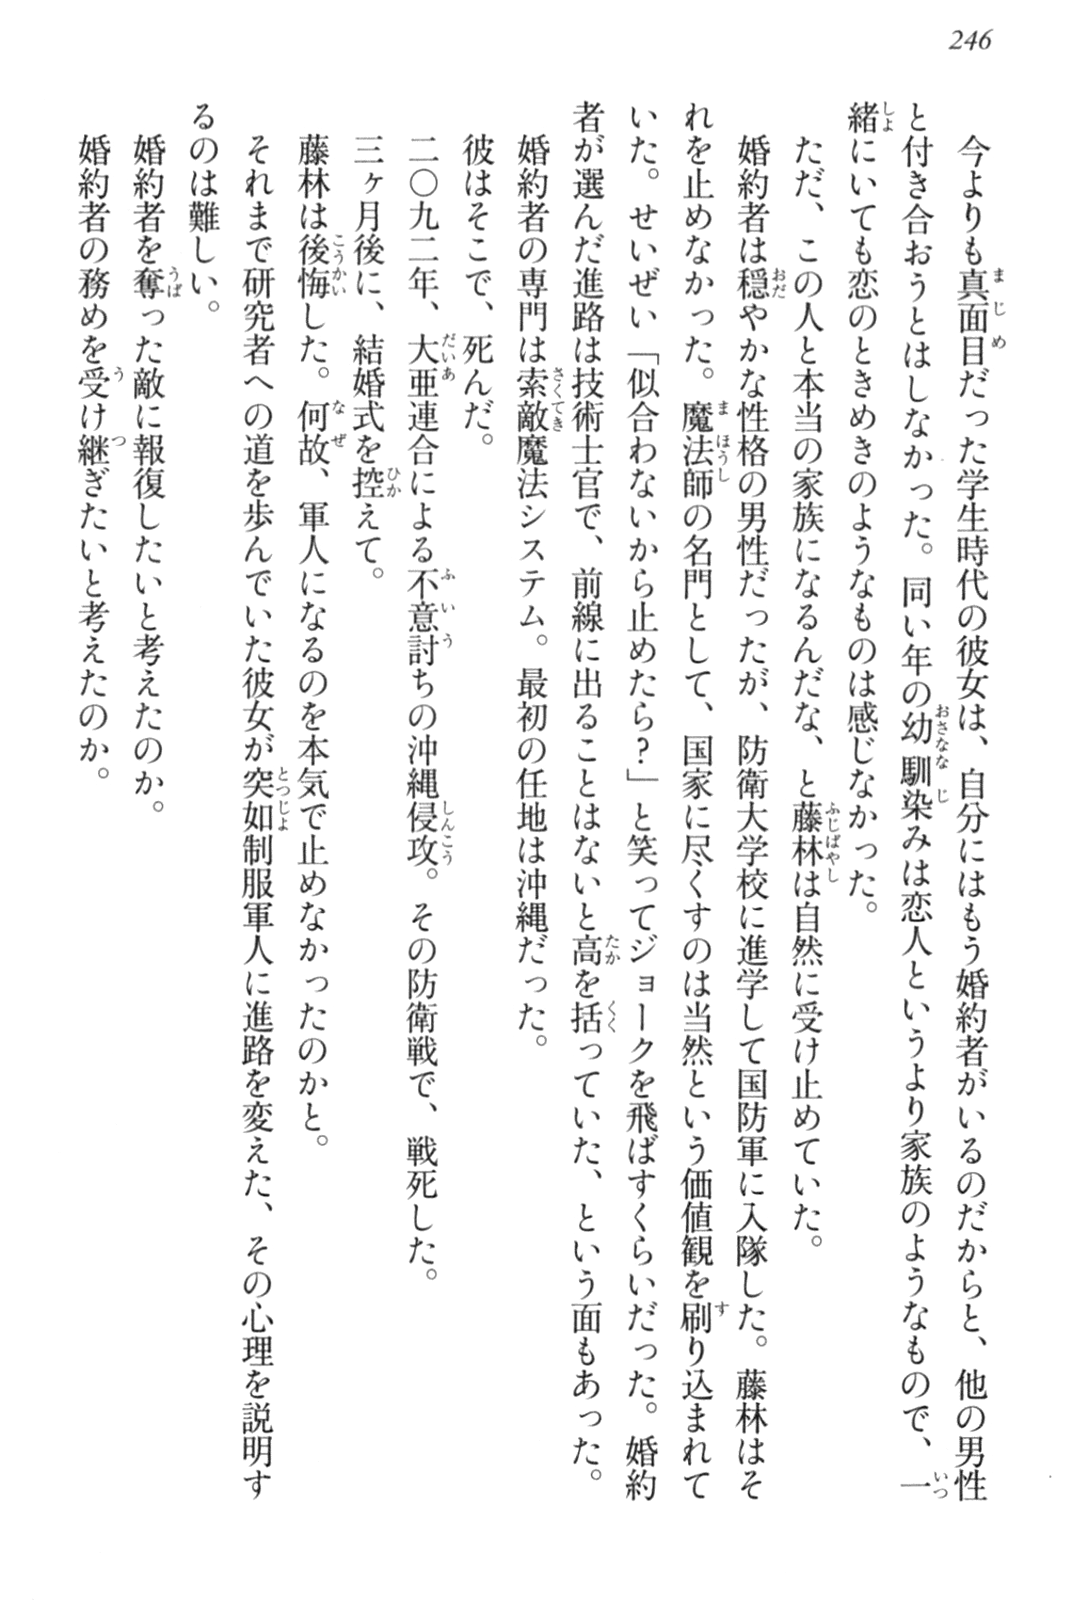 246
今よりも真面目だった学生時代の彼女は、自分にはもう婚約者がいるのだからと、他の男性
と付き合おうとはしなかった。同い年の幼馴染みは恋人というより家族のようなもので、一
緒にいても恋のときめきのようなものは感じなかった。
ただ、この人と本当の家族になるんだな、と藤林は自然に受け止めていた。
婚約者は穏やかな性格の男性だったが、防衛大学校に進学して国防軍に入隊した。藤林はそ
れを止めなかった。魔法師の名門として、国家に尽くすのは当然という価値観を刷り込まれて
いた。せいぜい「似合わないから止めたら?」と笑ってジョークを飛ばすくらいだった。婚約
者が選んだ進路は技術士官で、前線に出ることはないと高を括っていた、という面もあった。
婚約者の専門は索敵魔法システム。最初の任地は沖縄だった。
彼はそこで、死んだ。
二〇九二年、大亜連合による不意討ちの沖縄侵攻。その防衛戦で、戦死した。
三ヶ月後に、結婚式を控えて。
藤林は後悔した。何故、軍人になるのを本気で止めなかったのかと。
それまで研究者への道を歩んでいた彼女が突如制服軍人に進路を変えた、その心理を説明す
るのは難しい。
婚約者を奪った敵に報復したいと考えたのか。
婚約者の務めを受け継ぎたいと考えたのか。